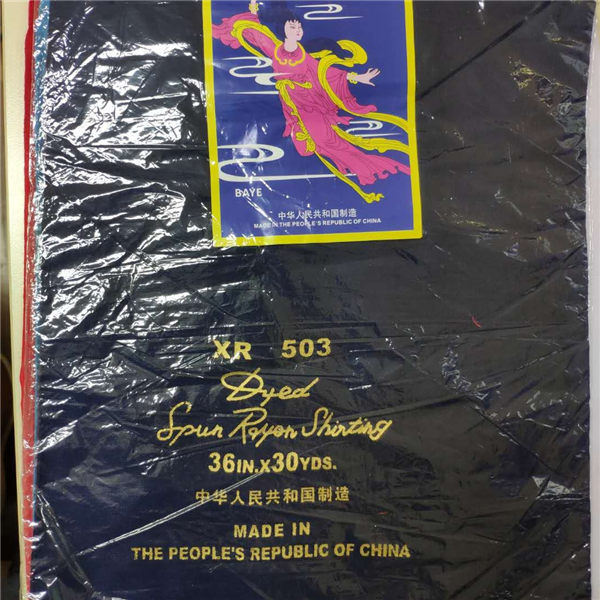 BAYE
中华人民共和国制造
MADE IN THE PEOPLE'S REPUBLIC OF CHINA
XR 503
Dyed
Spun Rayon Shirting
36IN.X30YDS.
中华人民共和国制造
MADE IN
THE PEOPLE'S REPUBLIC OF CHINA